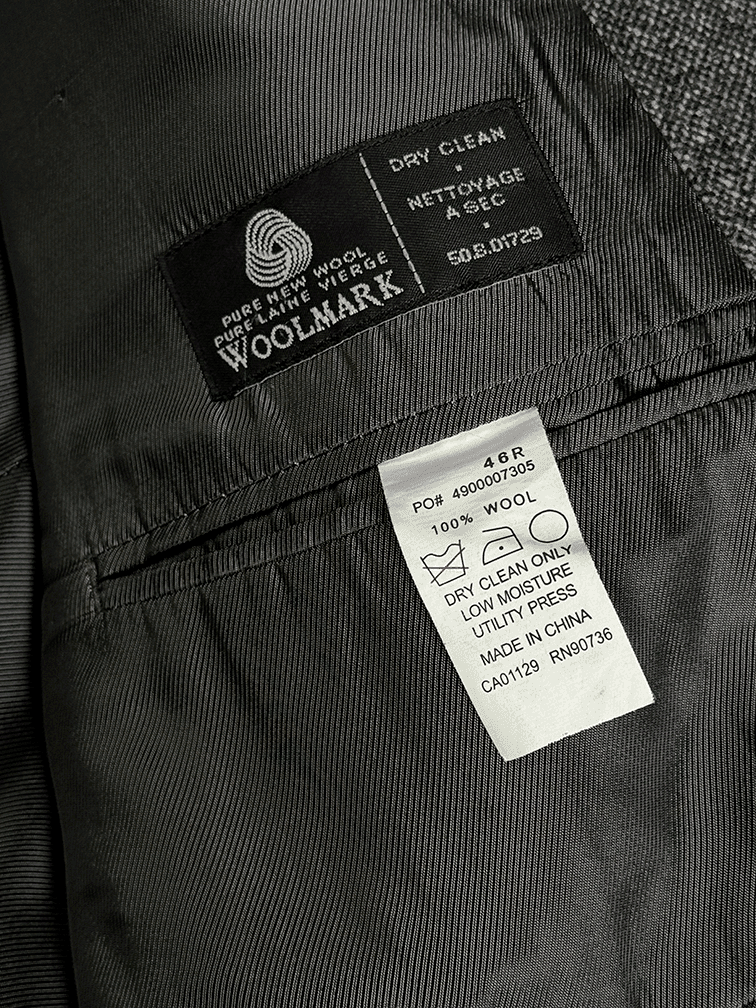 PURE NEW WOOL
PURE LAINE VIERGE
WOOLMARK
DRY CLEAN
NETTOYAGE
A SEC
50.8.01729
46R
PO# 4900007305
100% WOOL
DRY CLEAN ONLY
LOW MOISTURE
UTILITY PRESS
MADE IN CHINA
CA01129 RN90736